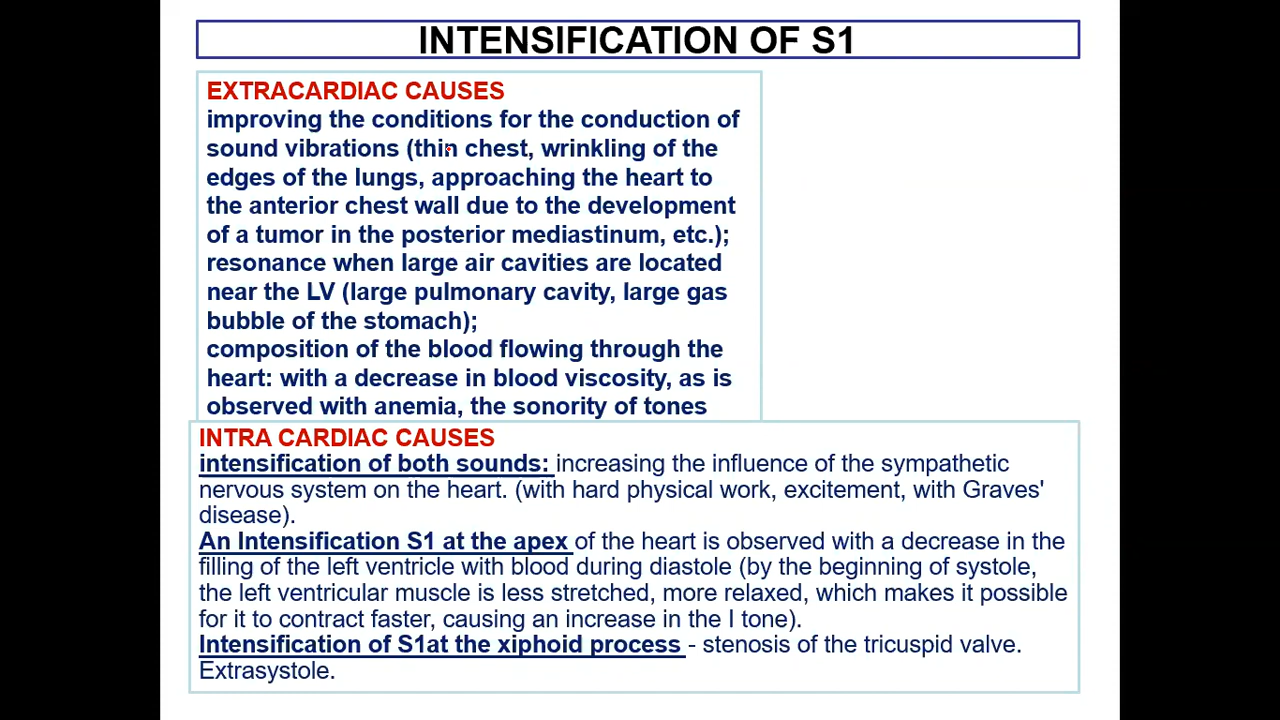 INTENSIFICATION OF S1
EXTRACARDIAC CAUSES
improving the conditions for the conduction of
sound vibrations (thin chest, wrinkling of the
edges of the lungs, approaching the heart to
the anterior chest wall due to the development
of a tumor in the posterior mediastinum, etc.);
resonance when large air cavities are located
near the LV (large pulmonary cavity, large gas
bubble of the stomach);
composition of the blood flowing through the
heart: with a decrease in blood viscosity, as is
observed with anemia, the sonority of tones
INTRA CARDIAC CAUSES
intensification of both sounds: increasing the influence of the sympathetic
nervous system on the heart. (with hard physical work, excitement, with Graves'
disease).
An Intensification S1 at the apex of the heart is observed with a decrease in the
filling of the left ventricle with blood during diastole (by the beginning of systole,
the left ventricular muscle is less stretched, more relaxed, which makes it possible
for it to contract faster, causing an increase in the I tone).
Intensification of S1at the xiphoid process - stenosis of the tricuspid valve.
Extrasystole.